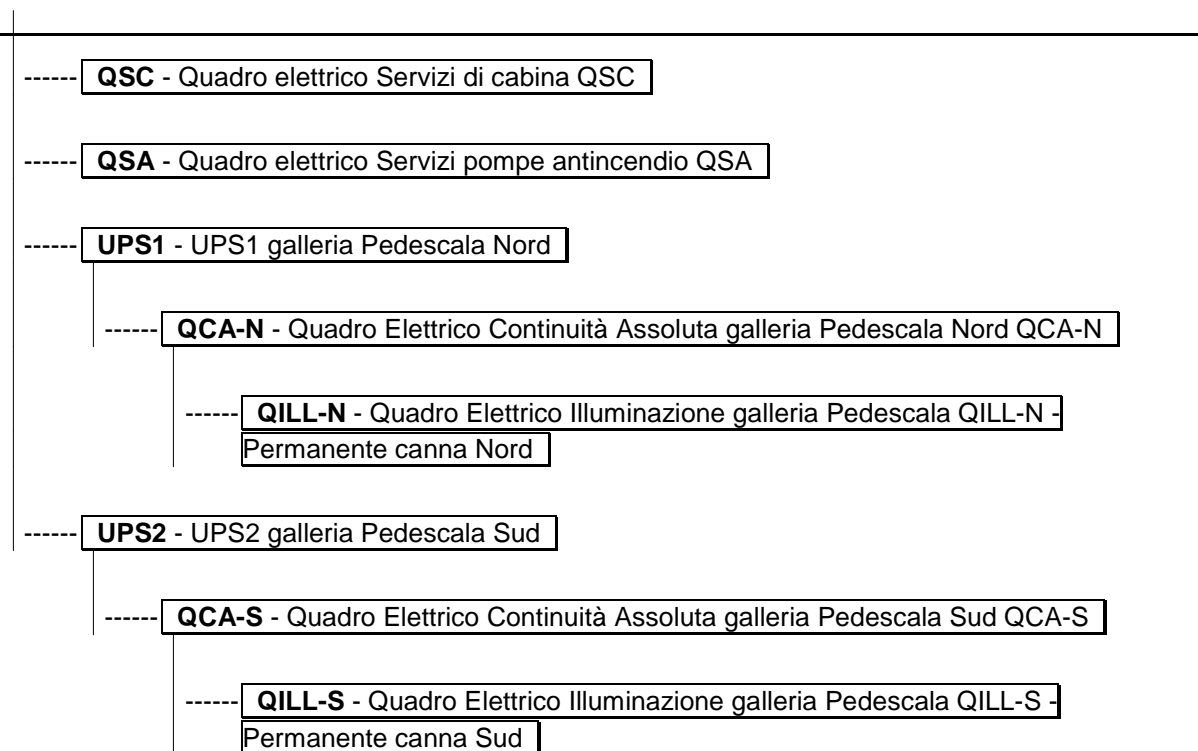 ------ QSC - Quadro elettrico Servizi di cabina QSC
------ QSA - Quadro elettrico Servizi pompe antincendio QSA
------ UPS1 - UPS1 galleria Pedescala Nord
------ QCA-N - Quadro Elettrico Continuità Assoluta galleria Pedescala Nord QCA-N
------ QILL-N - Quadro Elettrico Illuminazione galleria Pedescala QILL-N -
Permanente canna Nord
------ UPS2 - UPS2 galleria Pedescala Sud
------ QCA-S - Quadro Elettrico Continuità Assoluta galleria Pedescala Sud QCA-S
------ QILL-S - Quadro Elettrico Illuminazione galleria Pedescala QILL-S -
Permanente canna Sud